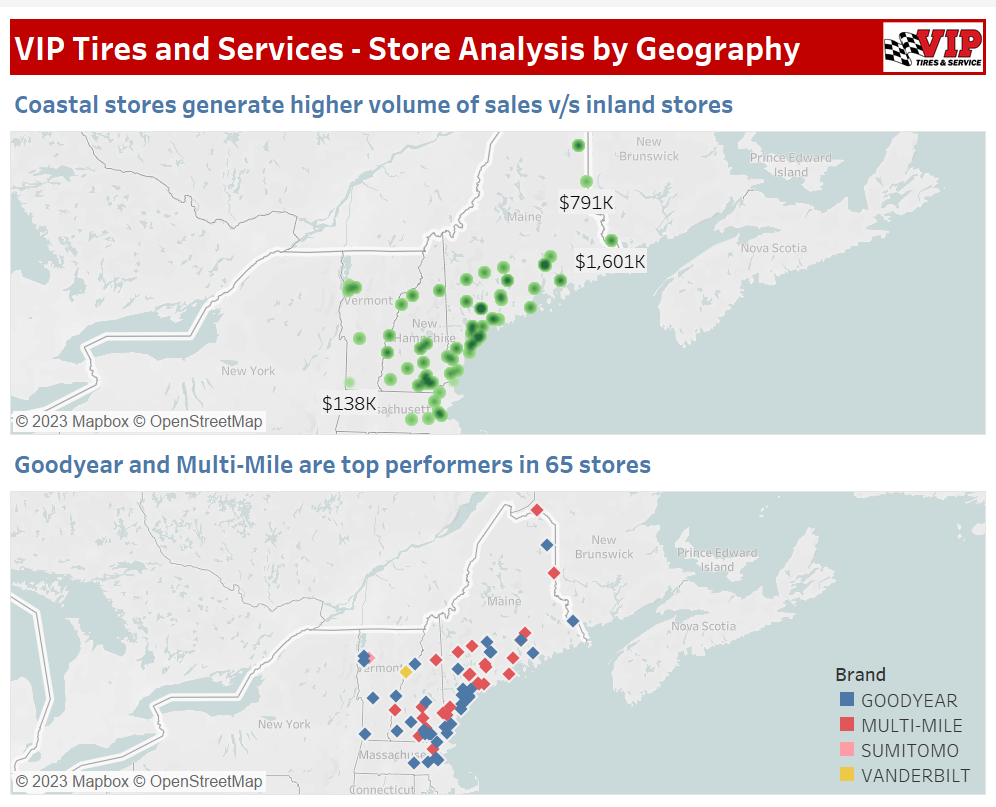 VIP Tires and Services - Store Analysis by Geography
VIP
TIRES & SERVICE
Coastal stores generate higher volume of sales v/s inland stores
New
Brunswick
Prince Edward
Island
$791K
Maine
Nova Scotia
$1,601K
Vermont
New
Hampshire
New York
$138K
achusett
© 2023 Mapbox © OpenStreetMap
Goodyear and Multi-Mile are top performers in 65 stores
New
Brunswick
Prince Edward
Island
Maine
Nova Scotia
ermont
New York
Massachuse
Connecticut
© 2023 Mapbox © OpenStreetMap
Brand
GOODYEAR
MULTI-MILE
SUMITOMO
VANDERBILT